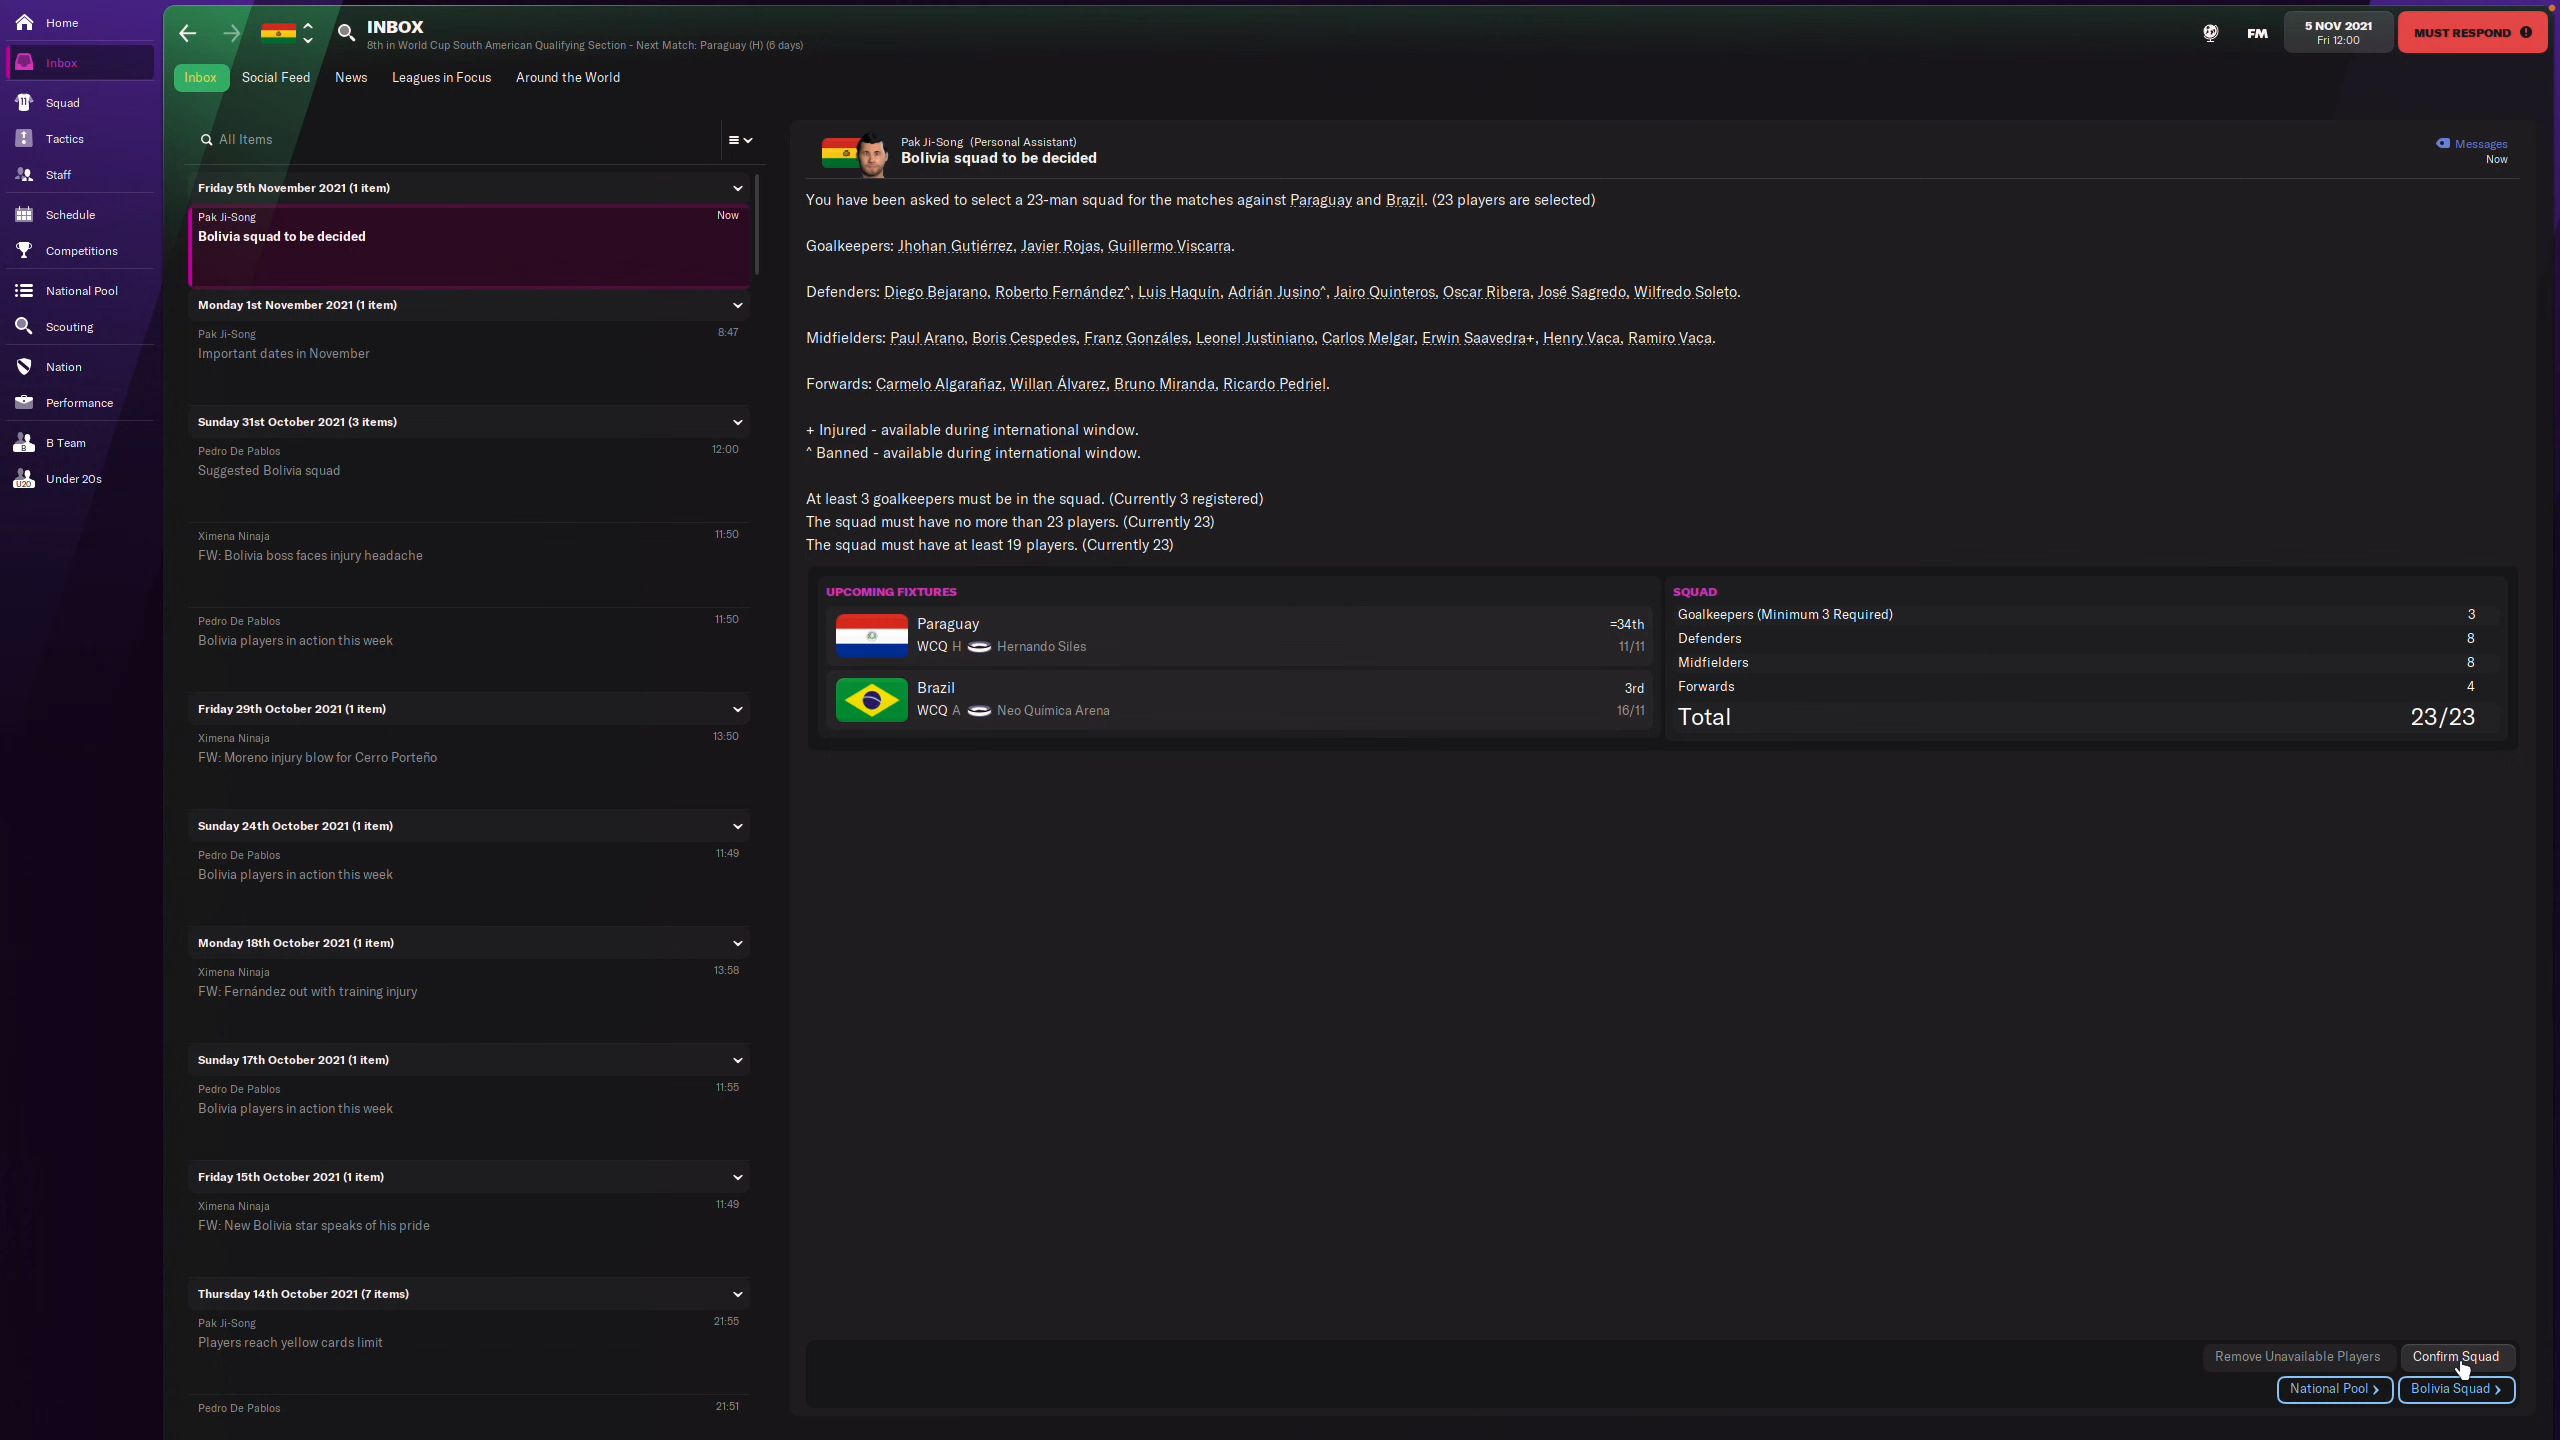 Home
Inbox
Squad
Tactics
Staff
Schedule
Competitions
National Pool
Scouting
Nation
Performance
B Team
Under 20s
INBOX
8th in World Cup South American Qualifying Section - Next Match: Paraguay (H) (6 days)
FM
5 NOV 2021
Fri 12:00
MUST RESPOND
Inbox
Social Feed
News
Leagues in Focus
Around the World
All Items
Friday 5th November 2021 (1 item)
Pak Ji-Song
Now
Bolivia squad to be decided
Monday 1st November 2021 (1 item)
Pak Ji-Song
8:47
Important dates in November
Sunday 31st October 2021 (3 items)
Pedro De Pablos
12:00
Suggested Bolivia squad
Ximena Ninaja
11:50
FW: Bolivia boss faces injury headache
Pedro De Pablos
11:50
Bolivia players in action this week
Friday 29th October 2021 (1 item)
Ximena Ninaja
13:50
FW: Moreno injury blow for Cerro Porteño
Sunday 24th October 2021 (1 item)
Pedro De Pablos
11:49
Bolivia players in action this week
Monday 18th October 2021 (1 item)
Ximena Ninaja
13:58
FW: Fernández out with training injury
Sunday 17th October 2021 (1 item)
Pedro De Pablos
11:55
Bolivia players in action this week
Friday 15th October 2021 (1 item)
Ximena Ninaja
11:49
FW: New Bolivia star speaks of his pride
Thursday 14th October 2021 (7 items)
Pak Ji-Song
21:55
Players reach yellow cards limit
Pedro De Pablos
21:51
Pak Ji-Song (Personal Assistant)
Bolivia squad to be decided
Messages
Now
You have been asked to select a 23-man squad for the matches against Paraguay and Brazil. (23 players are selected)
Goalkeepers: Jhohan Gutiérrez, Javier Rojas, Guillermo Viscarra.
Defenders: Diego Bejarano, Roberto Fernández^, Luis Haquín, Adrián Jusino^, Jairo Quinteros, Oscar Ribera, José Sagredo, Wilfredo Soleto.
Midfielders: Paul Arano, Boris Cespedes, Franz Gonzáles, Leonel Justiniano, Carlos Melgar, Erwin Saavedra+, Henry Vaca, Ramiro Vaca.
Forwards: Carmelo Algarañaz, Willan Álvarez, Bruno Miranda, Ricardo Pedriel.
+ Injured - available during international window.
^ Banned - available during international window.
At least 3 goalkeepers must be in the squad. (Currently 3 registered)
The squad must have no more than 23 players. (Currently 23)
The squad must have at least 19 players. (Currently 23)
UPCOMING FIXTURES
Paraguay
=34th
WCQ H Hernando Siles
11/11
Brazil
3rd
WCQ A Neo Química Arena
16/11
SQUAD
Goalkeepers (Minimum 3 Required) 3
Defenders 8
Midfielders 8
Forwards 4
Total 23/23
Remove Unavailable Players
Confirm Squad
National Pool
Bolivia Squad